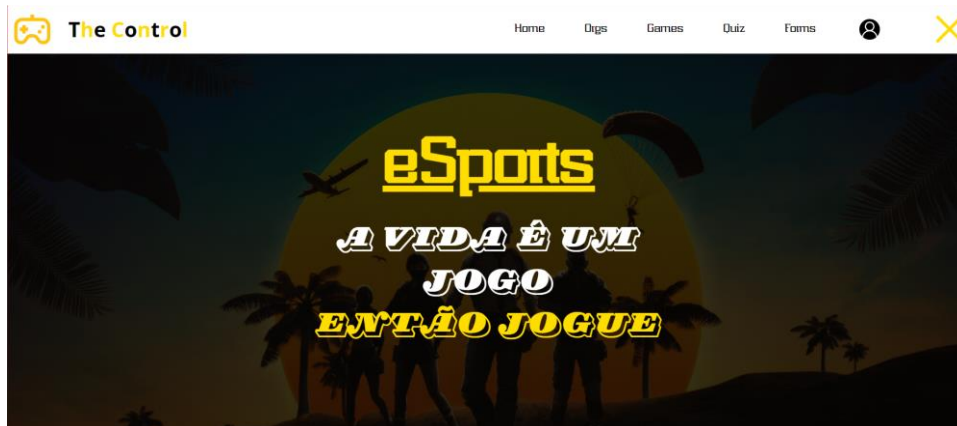 The Control
Home Orgs Games Quiz Forms
eSports
A VIDA É UM
JOGO
ENTÃO JOGUE